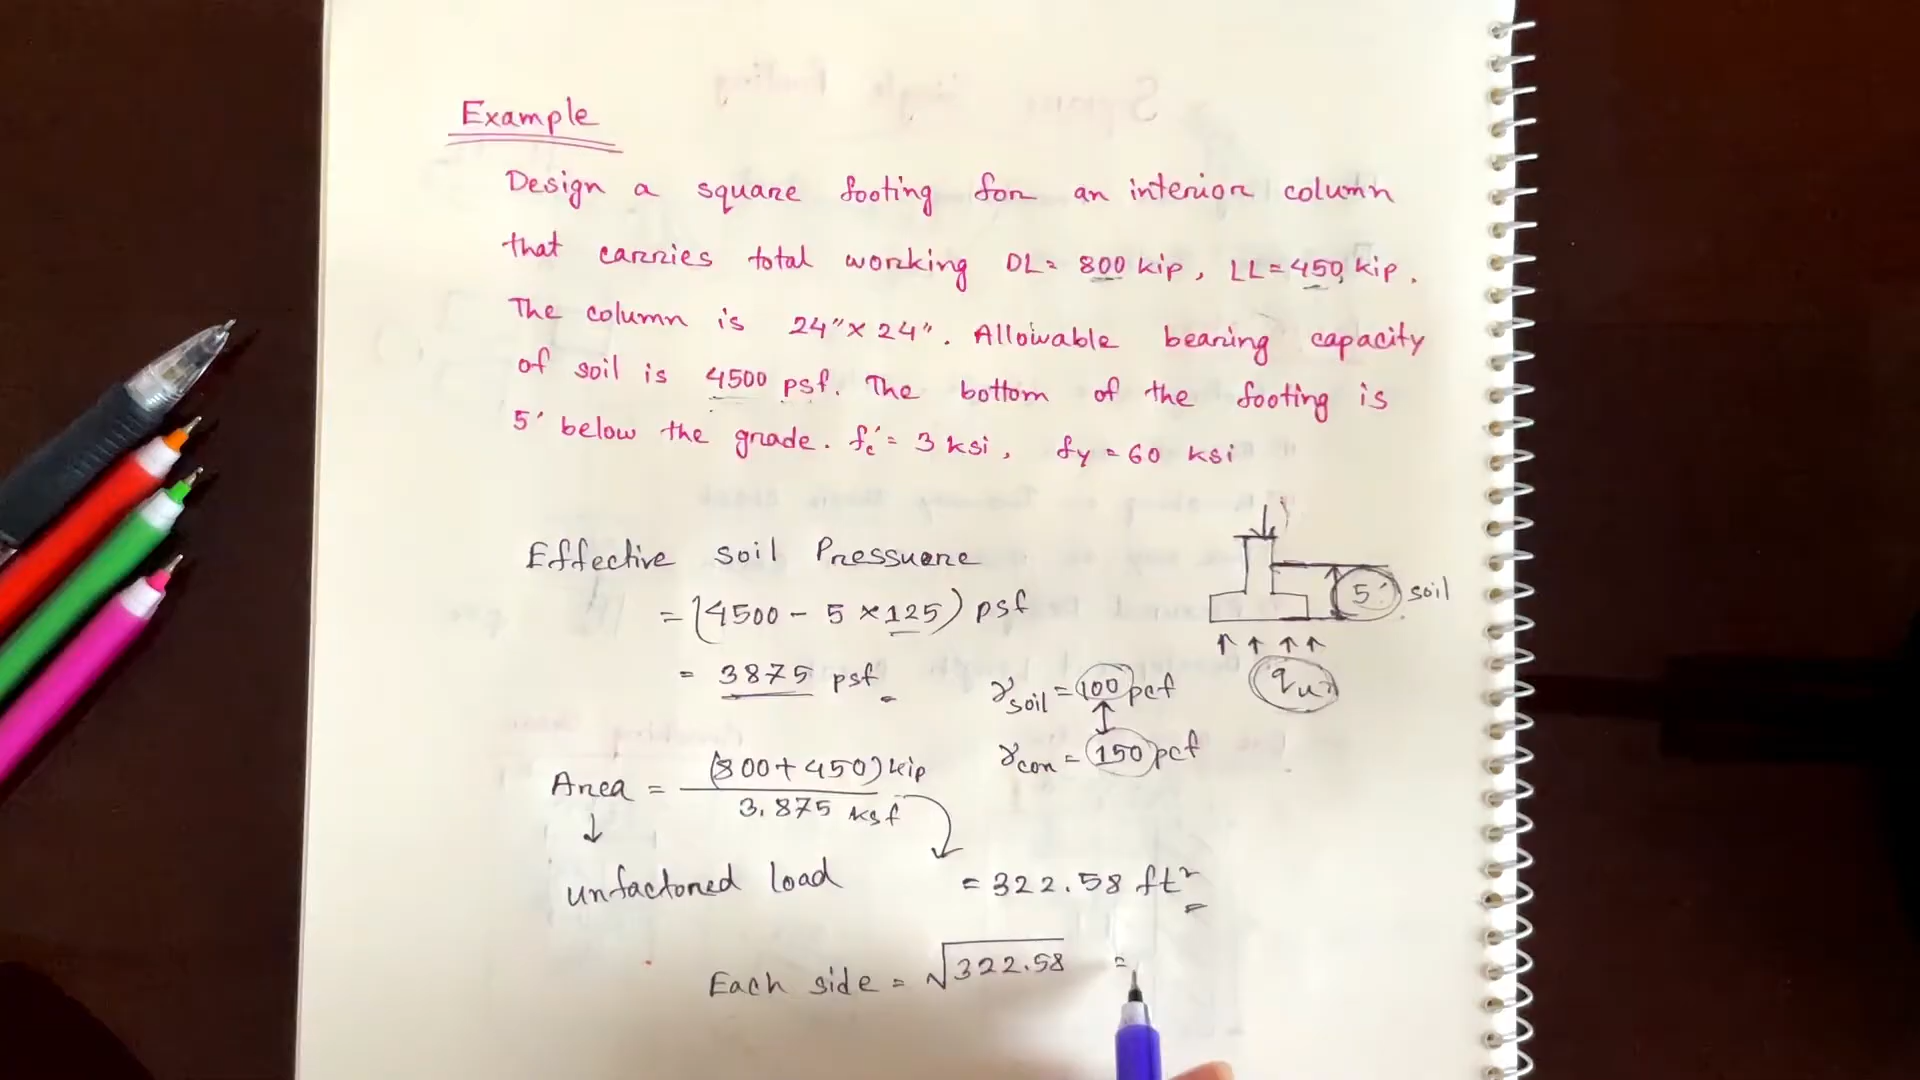 Example
Design a square footing for an interior column
that carries total working DL = 800 kip, LL = 450 kip.
The column is 24" x 24". Allowable bearing capacity
of soil is 4500 psf. The bottom of the footing is
5' below the grade. fc' = 3 ksi, fy = 60 ksi
Effective soil Pressure
= (4500 - 5 × 125) psf
= 3875 psf
5' soil
γsoil = 100 pcf
γcon = 150 pcf
Area = (800 + 450) kip
3.875 ksf
unfactored load = 322.58 ft²
Each side = √322.58 =